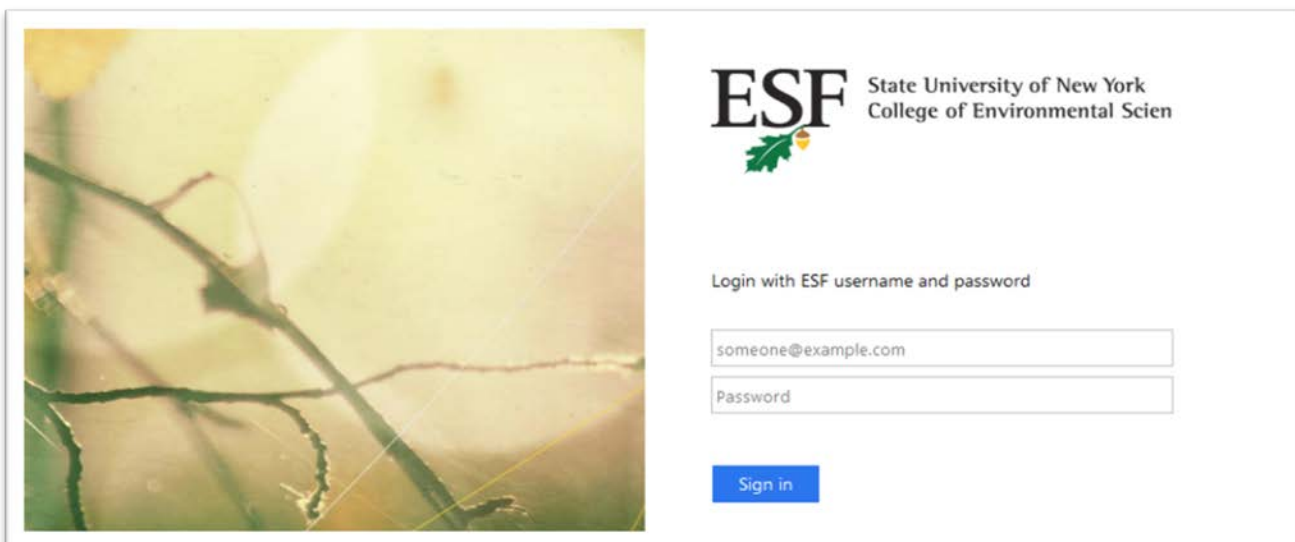 ESF
State University of New York
College of Environmental Scien
Login with ESF username and password
someone@example.com
Password
Sign in